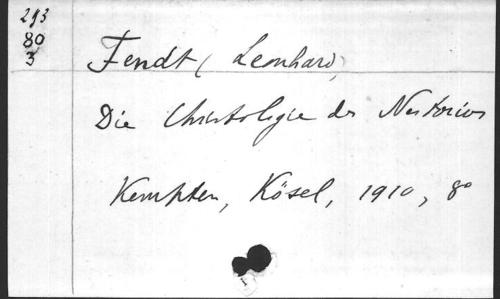 293
80
3
Fendt (Leonhard)
Die Christologie des Nestorius
Kempten, Kösel, 1910, 8°